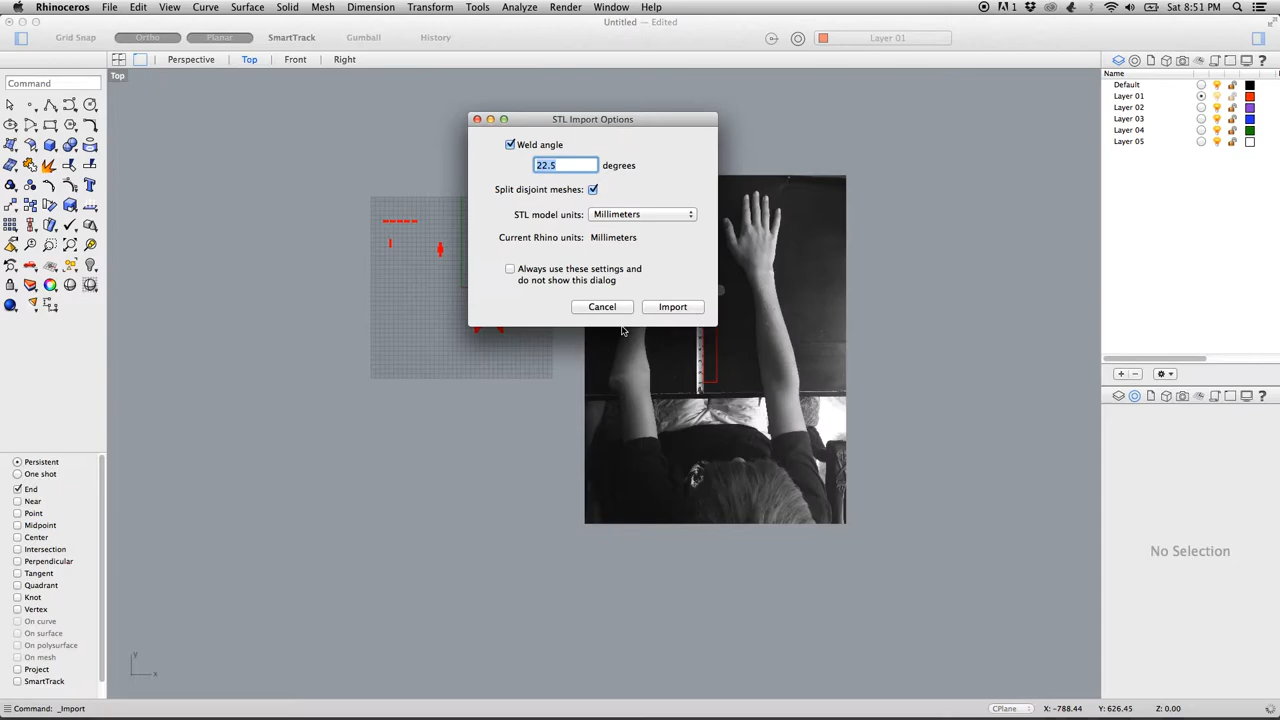 Rhinoceros File Edit View Curve Surface Solid Mesh Dimension Transform Tools Analyze Render Window Help
1 Sat 8:51 PM
Untitled — Edited
Grid Snap Ortho Planar SmartTrack Gumball History Layer 01
Perspective Top Front Right
Top
Command
Name
Default
Layer 01
Layer 02
Layer 03
Layer 04
Layer 05
STL Import Options
Weld angle
22.5 degrees
Split disjoint meshes:
STL model units: Millimeters
Current Rhino units: Millimeters
Always use these settings and
do not show this dialog
Cancel Import
No Selection
Persistent
One shot
End
Near
Point
Midpoint
Center
Intersection
Perpendicular
Tangent
Quadrant
Knot
Vertex
On curve
On surface
On polysurface
On mesh
Project
SmartTrack
y
x
Command: _Import
CPlane X: -788.44 Y: 626.45 Z: 0.00